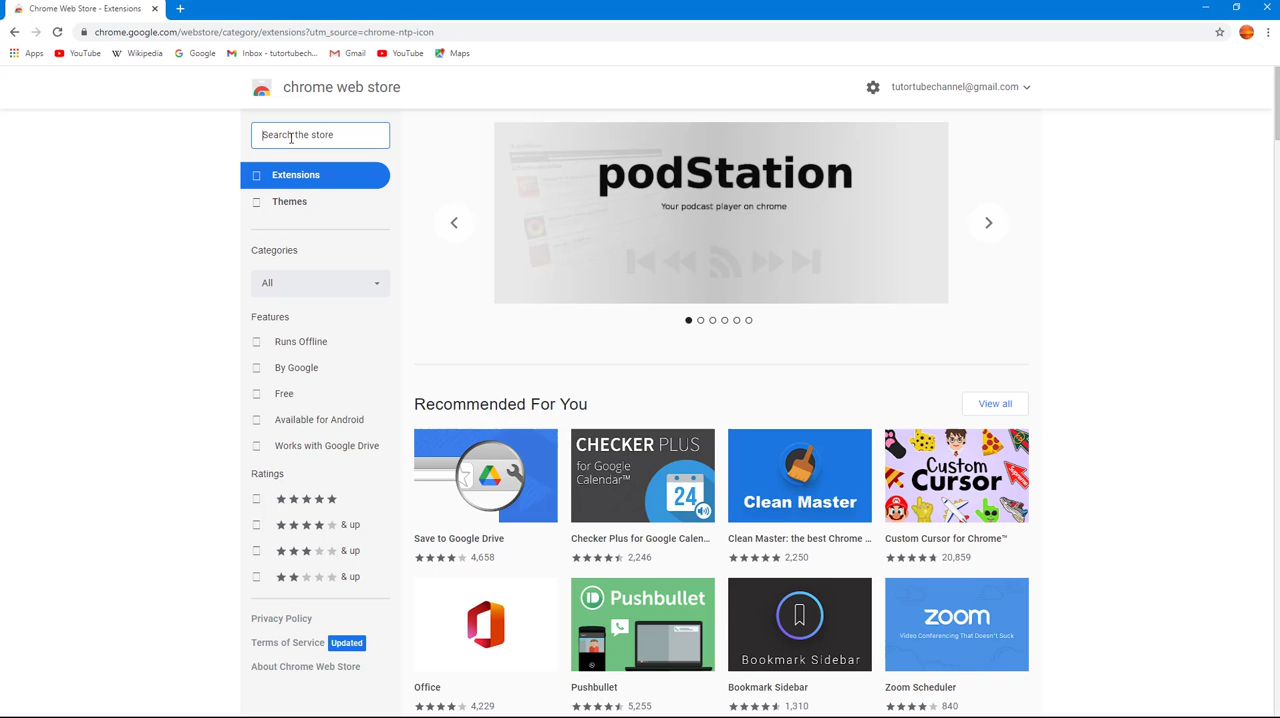 Chrome Web Store - Extensions
chrome.google.com/webstore/category/extensions?utm_source=chrome-ntp-icon
Apps YouTube Wikipedia Google Inbox - tutortubech... Gmail YouTube Maps
chrome web store
tutortubechannel@gmail.com
Search the store
Extensions
Themes
Categories
All
Features
Runs Offline
By Google
Free
Available for Android
Works with Google Drive
Ratings
& up
& up
& up
Privacy Policy
Terms of Service Updated
About Chrome Web Store
podStation
Your podcast player on chrome
Recommended For You
View all
CHECKER PLUS
for Google
Calendar™
24
Clean Master
Custom
Cursor
Supreme
Save to Google Drive
Checker Plus for Google Calen...
Clean Master: the best Chrome ...
Custom Cursor for Chrome™
4,658
2,246
2,250
20,859
Pushbullet
Bookmark Sidebar
zoom
Video Conferencing That Doesn't Suck
Office
Pushbullet
Bookmark Sidebar
Zoom Scheduler
4,229
5,255
1,310
840